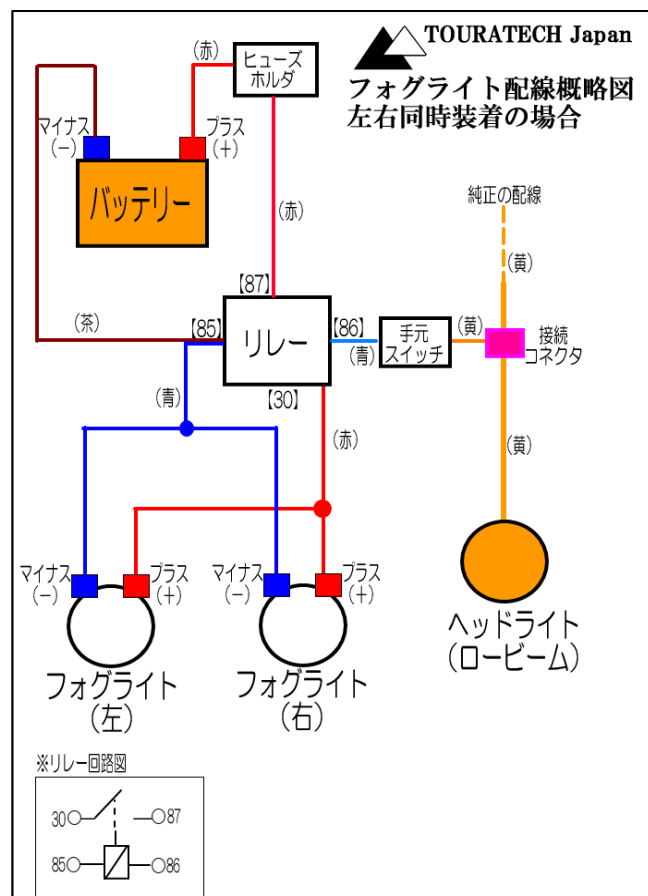 TOURATECH Japan
フォグライト配線概略図
左右同時装着の場合
(赤)
ヒューズ
ホルダ
マイナス
(−)
プラス
(+)
バッテリー
(赤)
純正の配線
(黄)
【87】
(茶)
【85】
リレー
【86】
(青)
手元
スイッチ
(黄)
接続
コネクタ
(青)
【30】
(赤)
(黄)
マイナス
(−)
プラス
(+)
マイナス
(−)
プラス
(+)
ヘッドライト
(ロービーム)
フォグライト
(左)
フォグライト
(右)
※リレー回路図
30
87
85
86